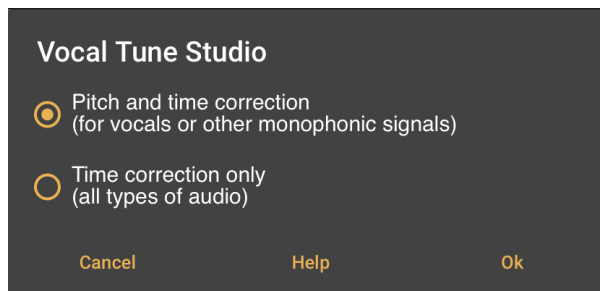 Vocal Tune Studio
Pitch and time correction
(for vocals or other monophonic signals)
Time correction only
(all types of audio)
Cancel Help Ok